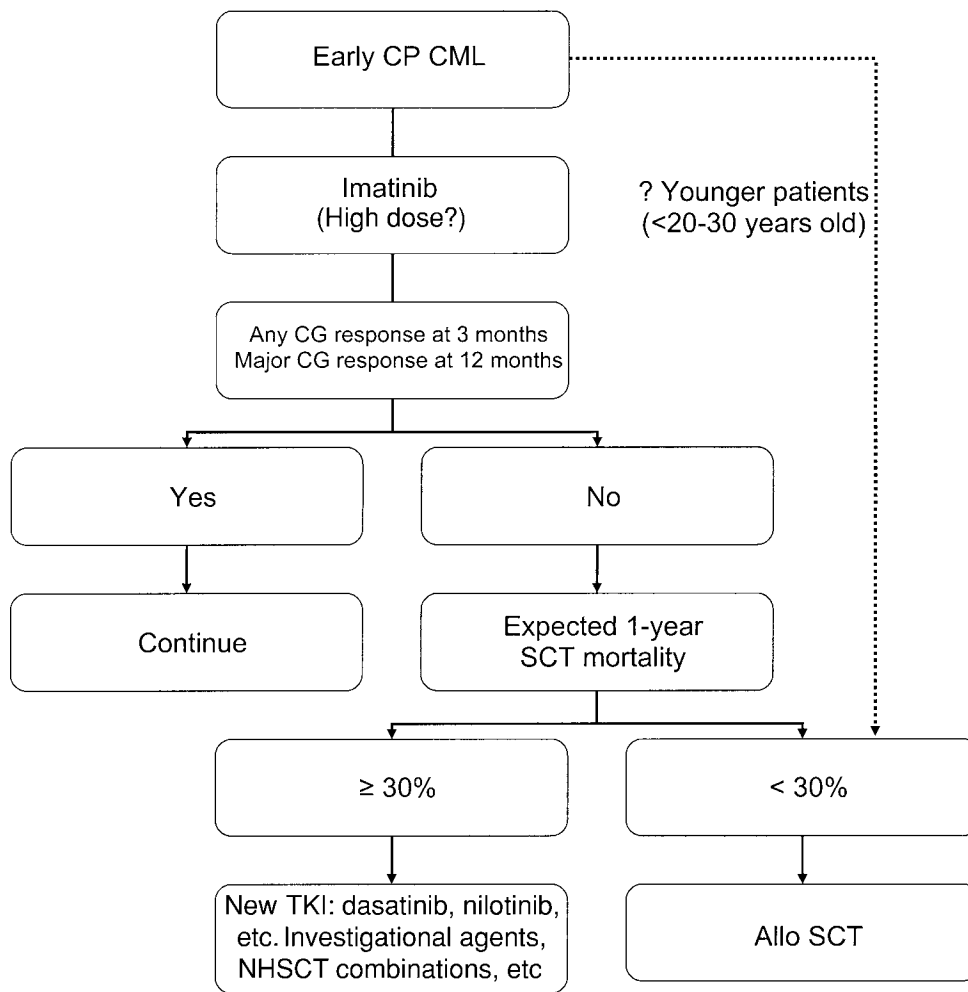 Early CP CML
Imatinib
(High dose?)
? Younger patients
(<20-30 years old)
Any CG response at 3 months
Major CG response at 12 months
Yes
No
Continue
Expected 1-year
SCT mortality
≥ 30%
< 30%
New TKI: dasatinib, nilotinib,
etc. Investigational agents,
NHSCT combinations, etc
Allo SCT